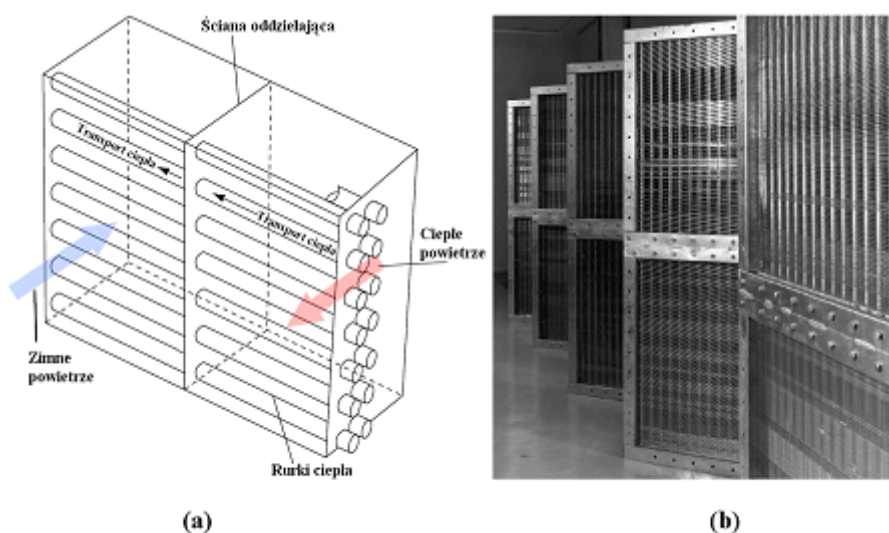 Ściana oddzielająca
Transport ciepła
Transport ciepła
Ciepłe
powietrze
Zimne
powietrze
Rurki ciepła
(a)
(b)